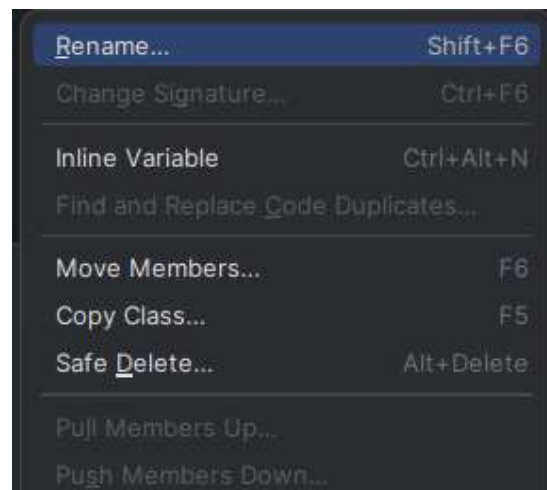 Rename... Shift+F6
Change Signature... Ctrl+F6
Inline Variable Ctrl+Alt+N
Find and Replace Code Duplicates...
Move Members... F6
Copy Class... F5
Safe Delete... Alt+Delete
Pull Members Up...
Push Members Down...